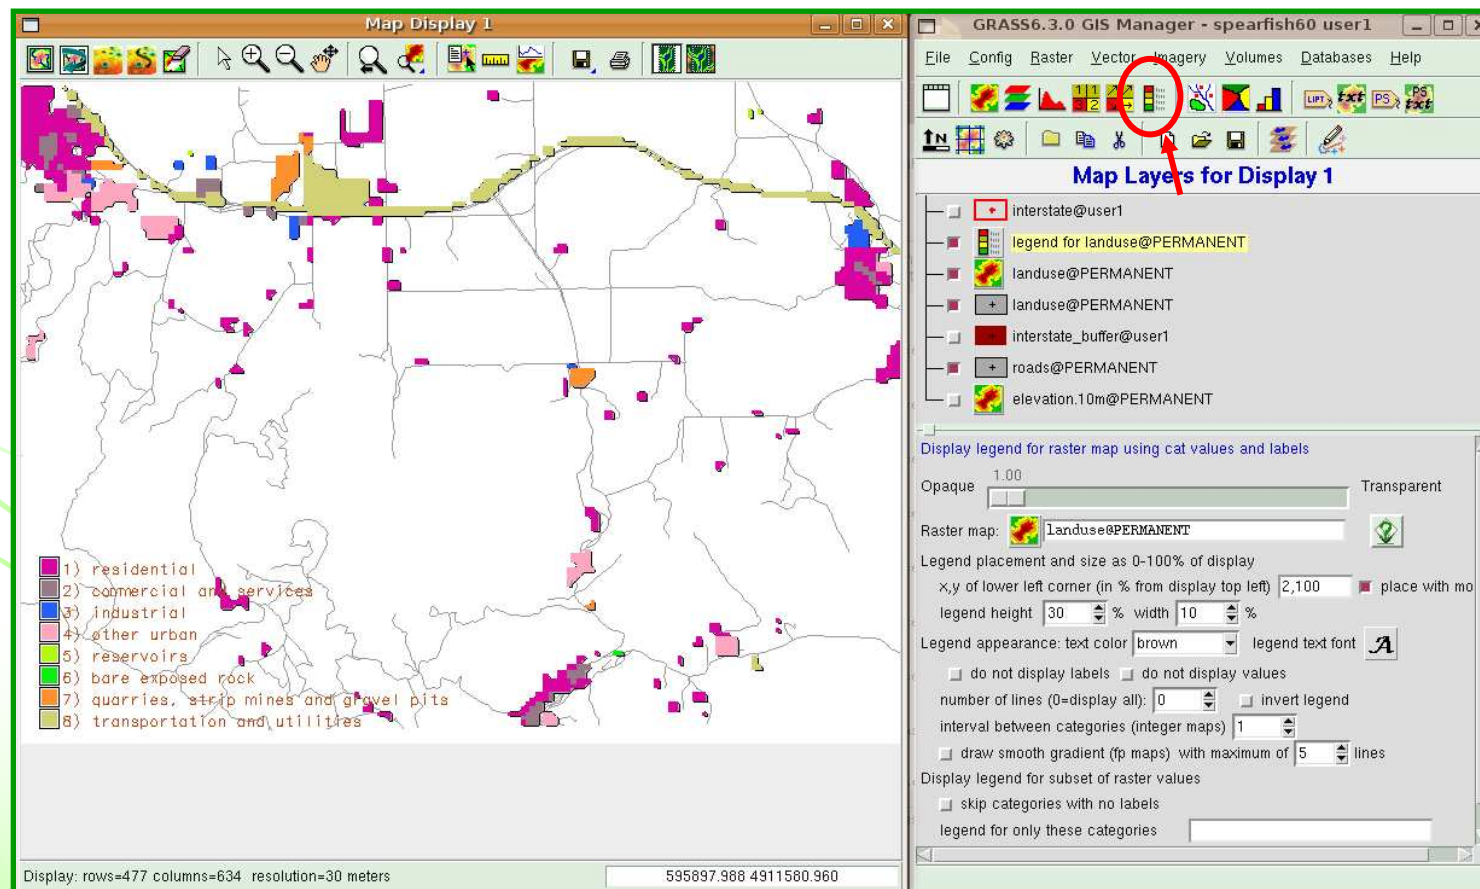 Map Display 1
1) residential
2) commercial and services
3) industrial
4) other urban
5) reservoirs
6) bare exposed rock
7) quarries, strip mines and gravel pits
8) transportation and utilities
Display: rows=477 columns=634 resolution=30 meters
595897.988 4911580.960
GRASS6.3.0 GIS Manager - spearfish60 user1
File Config Raster Vector Imagery Volumes Databases Help
Map Layers for Display 1
interstate@user1
legend for landuse@PERMANENT
landuse@PERMANENT
landuse@PERMANENT
interstate_buffer@user1
roads@PERMANENT
elevation.10m@PERMANENT
Display legend for raster map using cat values and labels
1.00
Opaque Transparent
Raster map: landuse@PERMANENT
Legend placement and size as 0-100% of display
x,y of lower left corner (in % from display top left) 2,100 place with mo
legend height 30 % width 10 %
Legend appearance: text color brown legend text font A
do not display labels do not display values
number of lines (0=display all): 0 invert legend
interval between categories (integer maps) 1
draw smooth gradient (fp maps) with maximum of 5 lines
Display legend for subset of raster values
skip categories with no labels
legend for only these categories